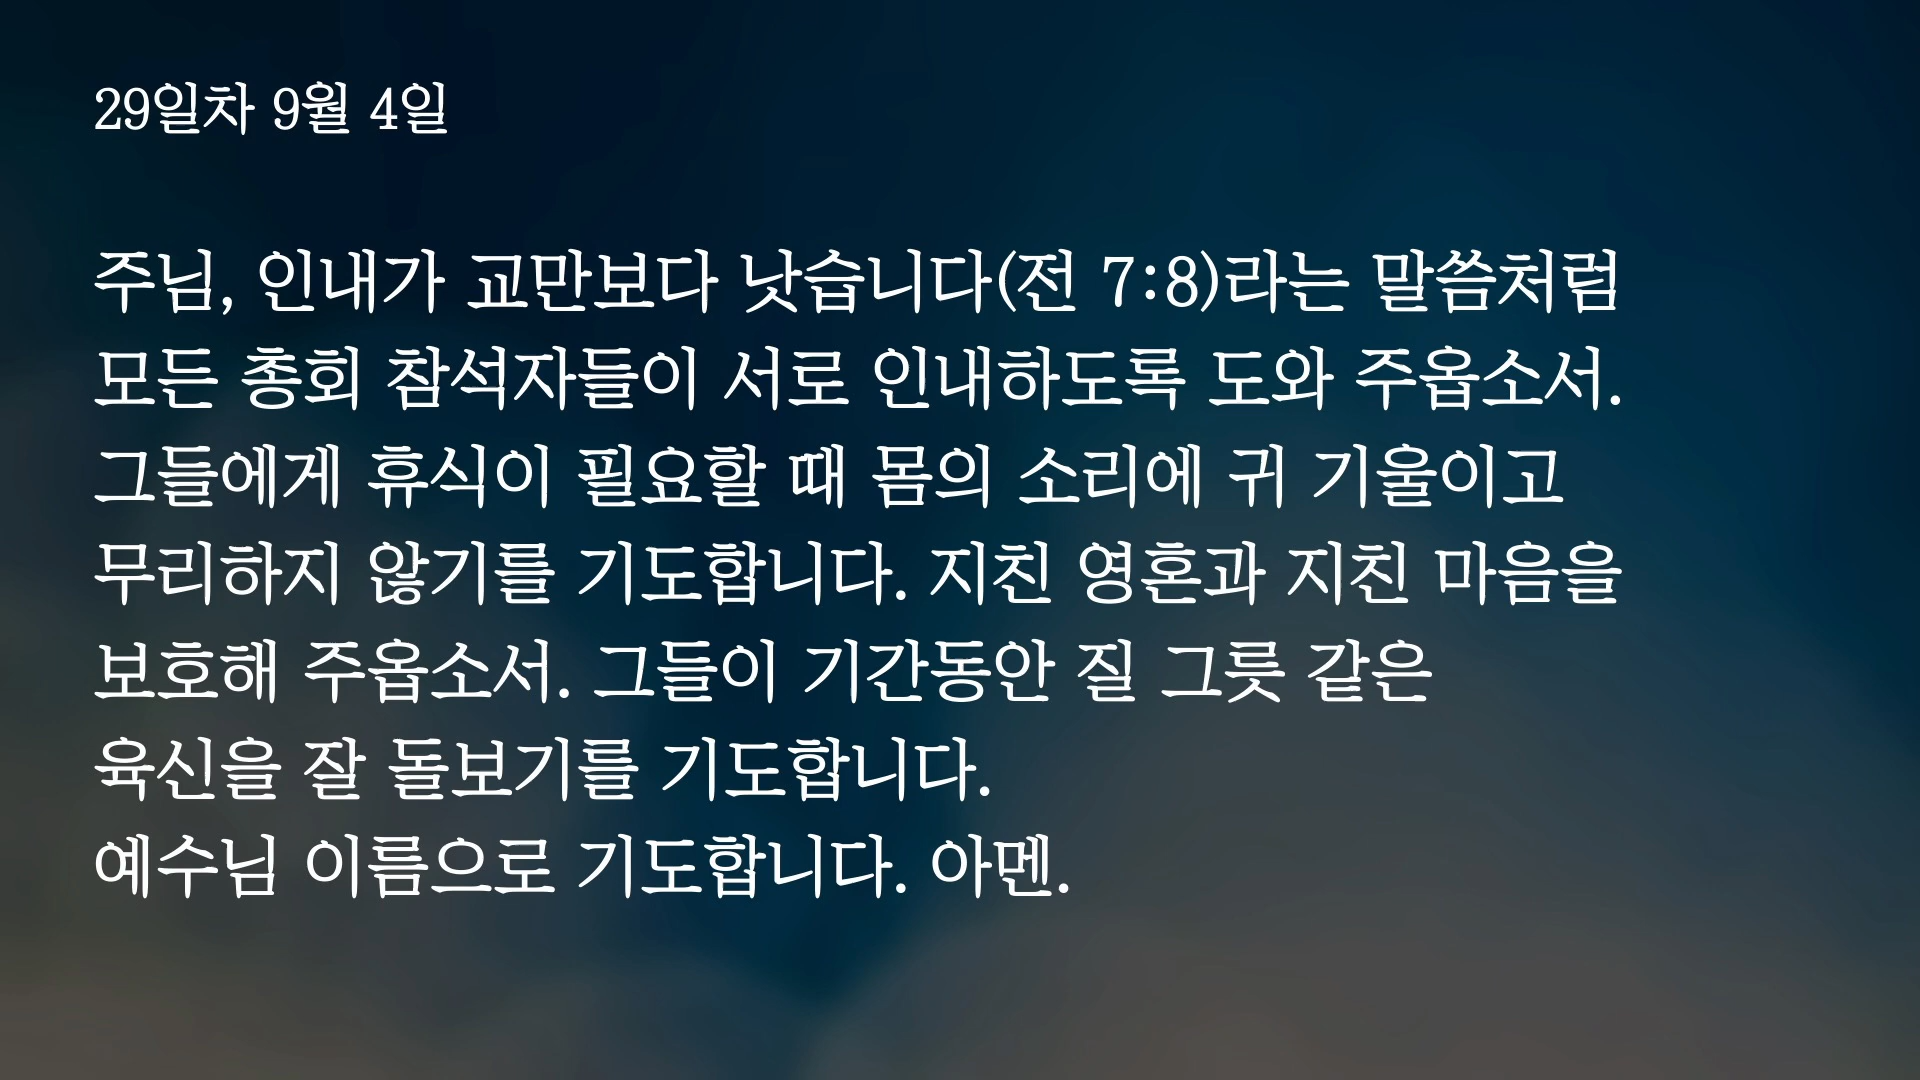 29일차 9월 4일
주님, 인내가 교만보다 낫습니다(전 7:8)라는 말씀처럼
모든 총회 참석자들이 서로 인내하도록 도와 주옵소서.
그들에게 휴식이 필요할 때 몸의 소리에 귀 기울이고
무리하지 않기를 기도합니다. 지친 영혼과 지친 마음을
보호해 주옵소서. 그들이 기간동안 질 그릇 같은
육신을 잘 돌보기를 기도합니다.
예수님 이름으로 기도합니다. 아멘.